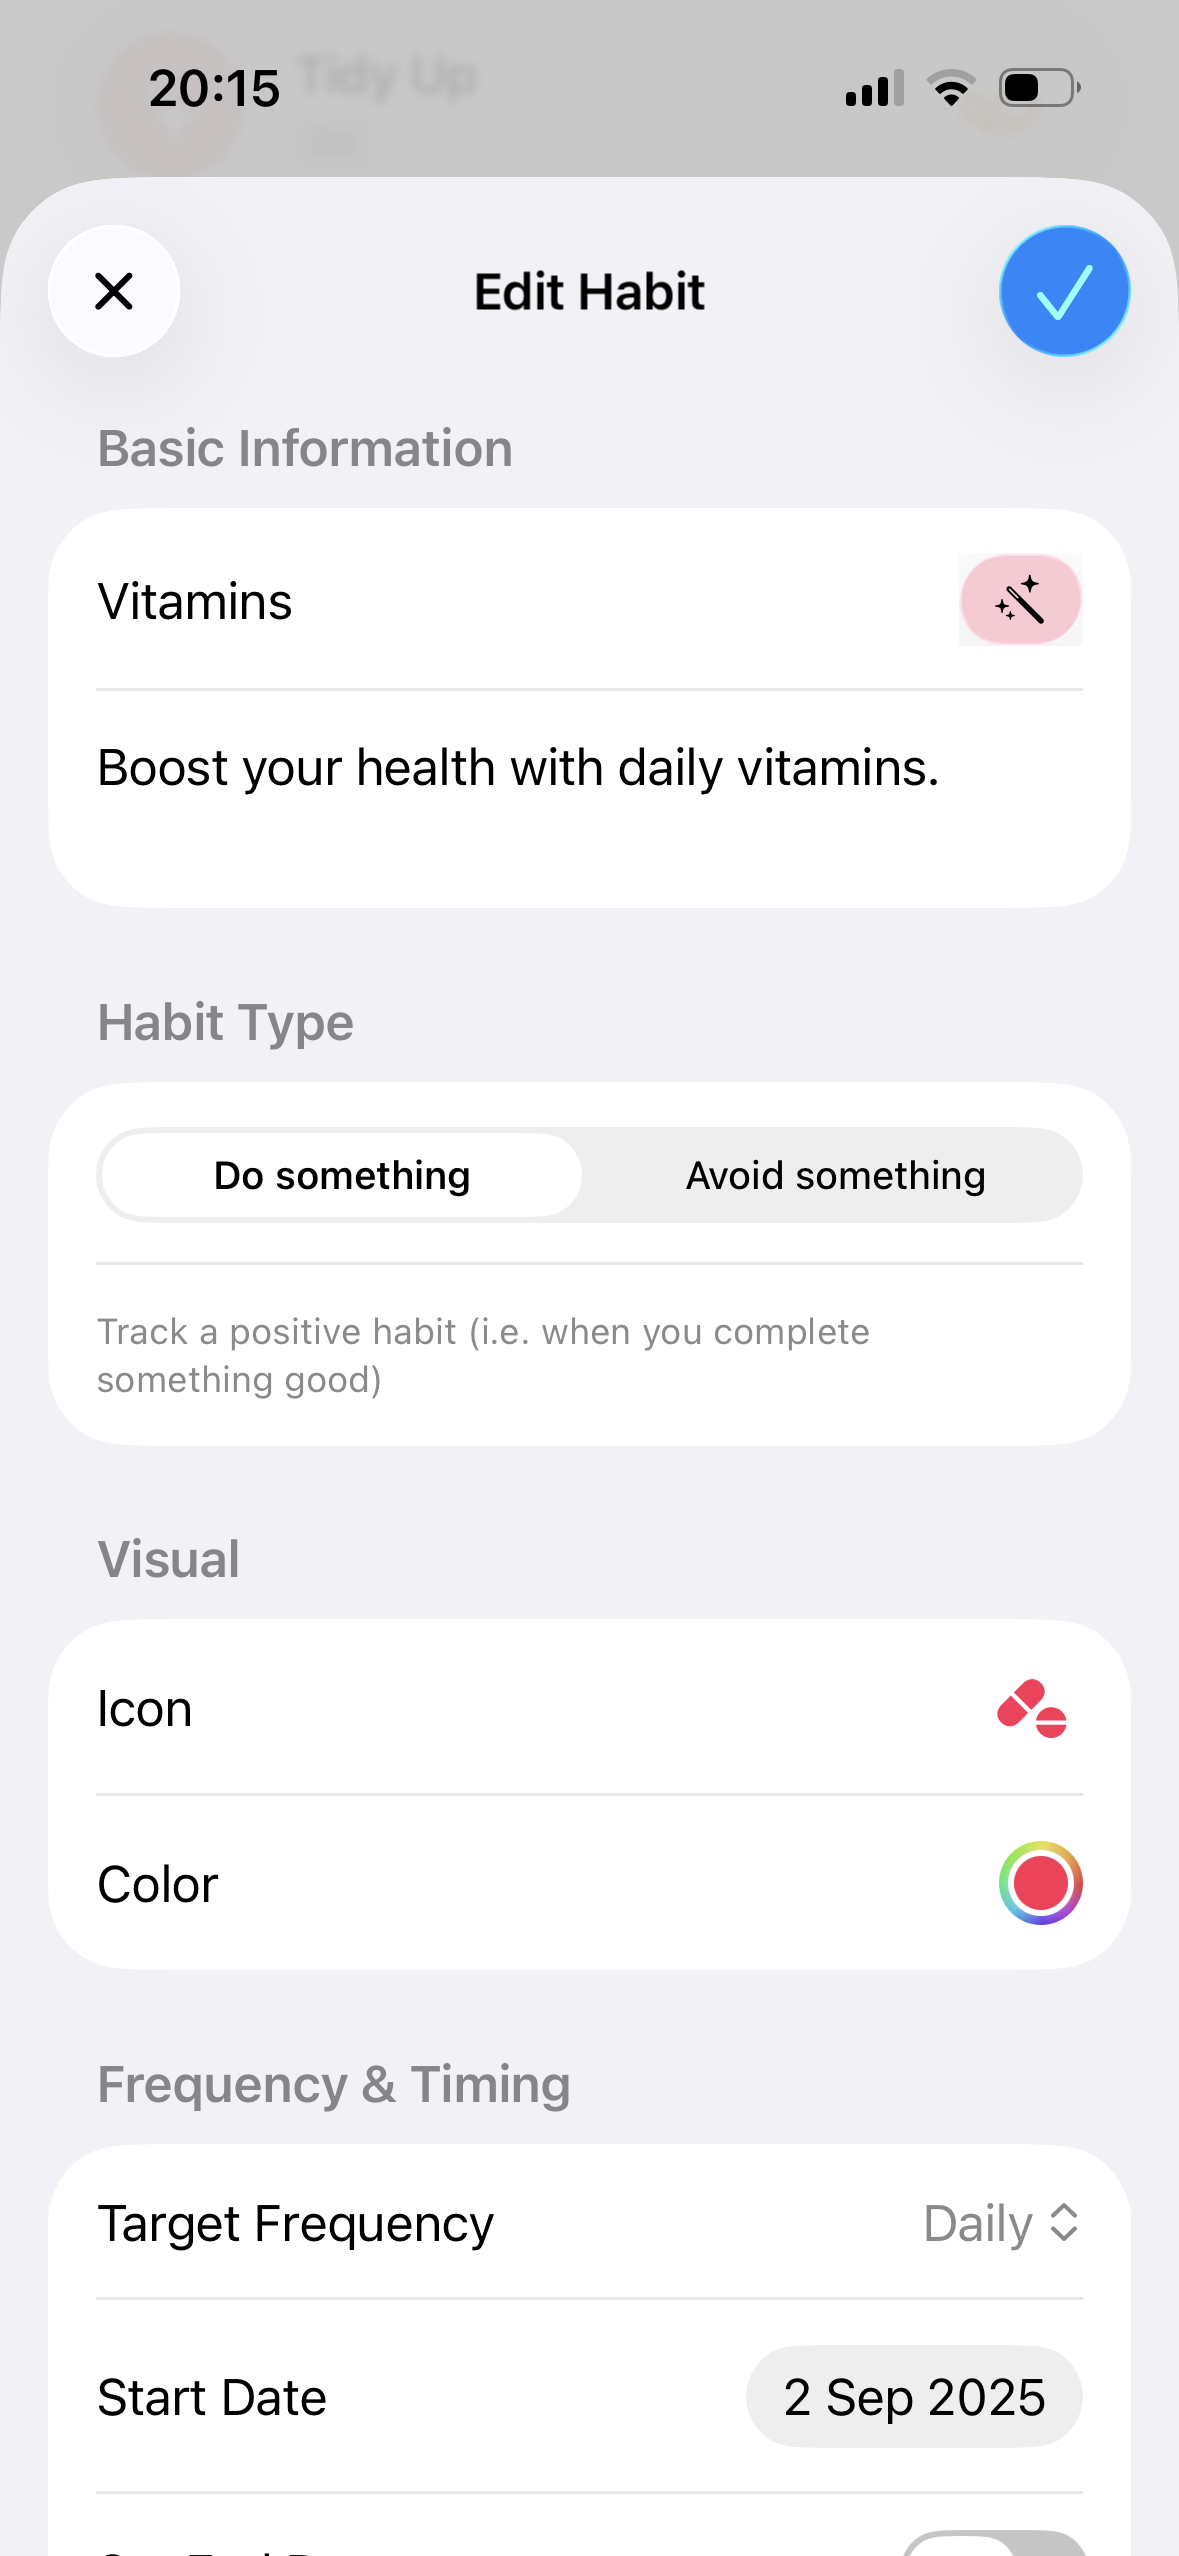 Tidy Up
20:15
Edit Habit
Basic Information
Vitamins
Boost your health with daily vitamins.
Habit Type
Do something
Avoid something
Track a positive habit (i.e. when you complete
something good)
Visual
Icon
Color
Frequency & Timing
Target Frequency
Daily
Start Date
2 Sep 2025